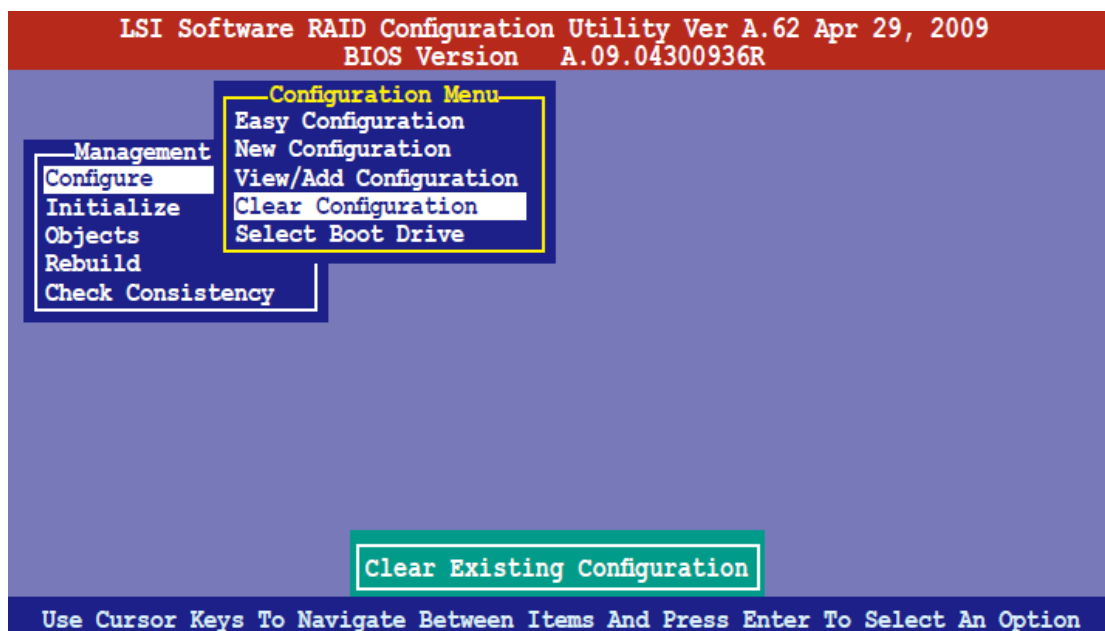 LSI Software RAID Configuration Utility Ver A.62 Apr 29, 2009
BIOS Version A.09.04300936R
Management
Configure
Initialize
Objects
Rebuild
Check Consistency
Configuration Menu
Easy Configuration
New Configuration
View/Add Configuration
Clear Configuration
Select Boot Drive
Clear Existing Configuration
Use Cursor Keys To Navigate Between Items And Press Enter To Select An Option